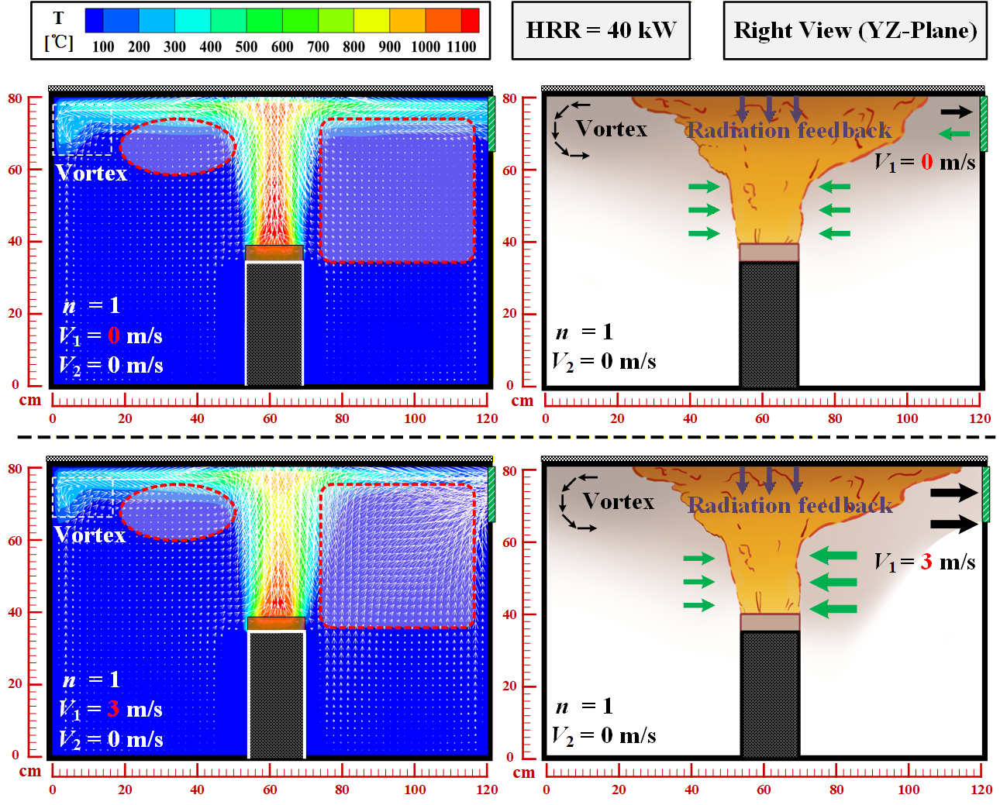 T
[℃]
100 200 300 400 500 600 700 800 900 1000 1100
HRR = 40 kW
Right View (YZ-Plane)
80
60
40
20
0
cm
0 20 40 60 80 100 120
Vortex
n = 1
V1 = 0 m/s
V2 = 0 m/s
80
60
40
20
0
cm
0 20 40 60 80 100 120
Vortex
Radiation feedback
V1 = 0 m/s
n = 1
V2 = 0 m/s
80
60
40
20
0
cm
0 20 40 60 80 100 120
Vortex
n = 1
V1 = 3 m/s
V2 = 0 m/s
80
60
40
20
0
cm
0 20 40 60 80 100 120
Vortex
Radiation feedback
V1 = 3 m/s
n = 1
V2 = 0 m/s